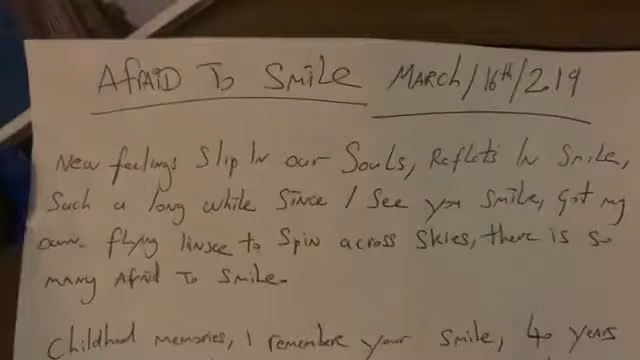 Afraid To Smile March/16th/2.19
New feelings Slip In our Souls, Reflets In Smile,
Such a long while Since I See you Smile, got my
own flying linsce to Spin across Skies, there is so
many Afraid To Smile.
Childhood memories, I remember your Smile, 40 years